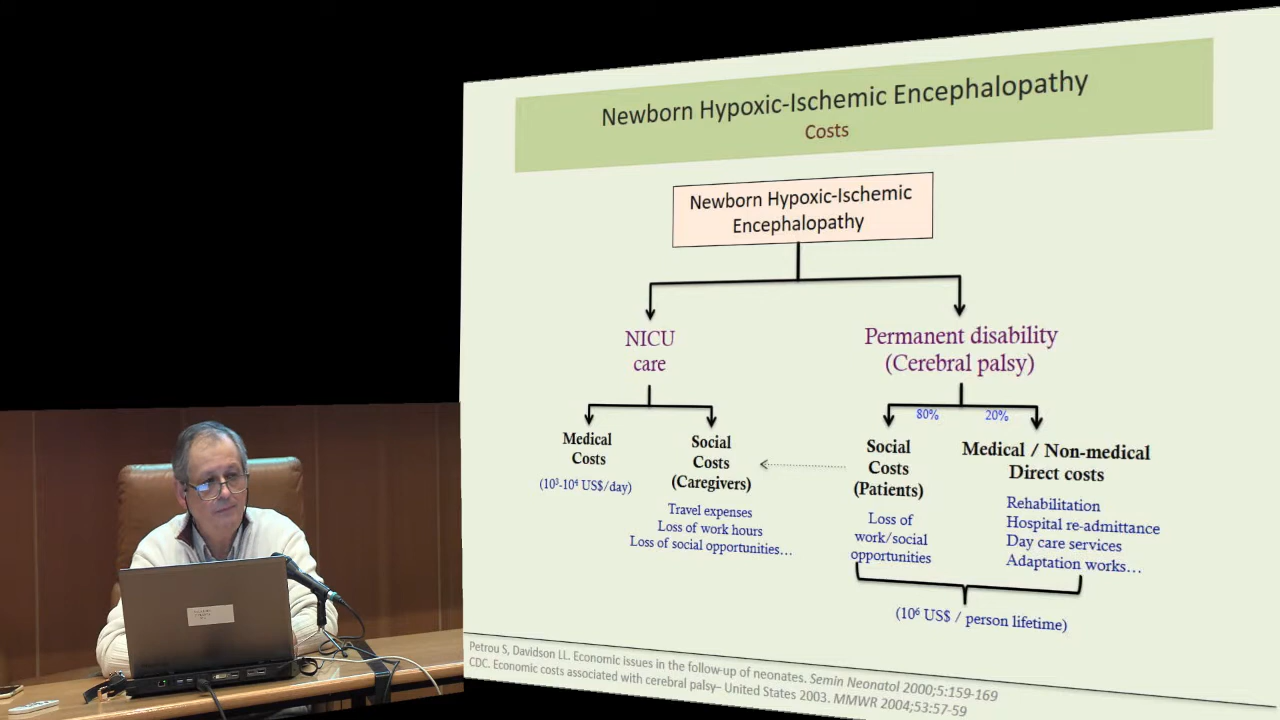 Newborn Hypoxic-Ischemic Encephalopathy
Costs
Newborn Hypoxic-Ischemic
Encephalopathy
NICU
care
Permanent disability
(Cerebral palsy)
80%
20%
Medical
Costs
(10³-10⁴ US$/day)
Social
Costs
(Caregivers)
Travel expenses
Loss of work hours
Loss of social opportunities…
Social
Costs
(Patients)
Loss of
work/social
opportunities
Medical / Non-medical
Direct costs
Rehabilitation
Hospital re-admittance
Day care services
Adaptation works…
(10⁶ US$ / person lifetime)
Petrou S, Davidson LL. Economic issues in the follow-up of neonates. Semin Neonatol 2000;5:159-169
CDC. Economic costs associated with cerebral palsy– United States 2003. MMWR 2004;53:57-59